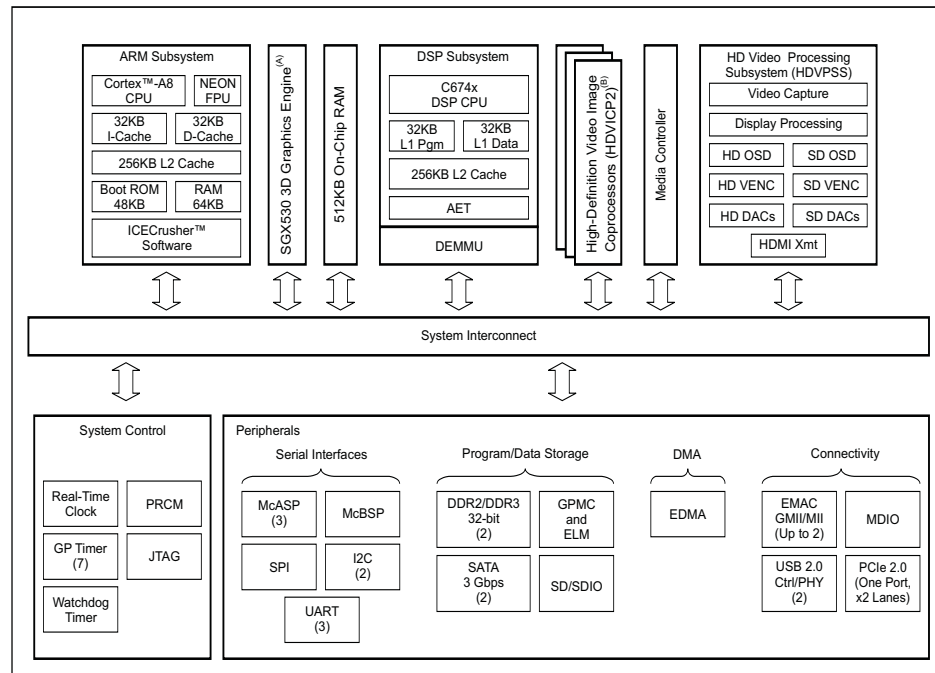 ARM Subsystem
Cortex™-A8
CPU
NEON
FPU
32KB
I-Cache
32KB
D-Cache
256KB L2 Cache
Boot ROM
48KB
RAM
64KB
ICECrusher™
Software
SGX530 3D Graphics Engine(A)
512KB On-Chip RAM
DSP Subsystem
C674x
DSP CPU
32KB
L1 Pgm
32KB
L1 Data
256KB L2 Cache
AET
DEMMU
High-Definition Video Image
Coprocessors (HDVICP2)(B)
Media Controller
HD Video Processing
Subsystem (HDVPSS)
Video Capture
Display Processing
HD OSD
SD OSD
HD VENC
SD VENC
HD DACs
SD DACs
HDMI Xmt
System Interconnect
System Control
Real-Time
Clock
PRCM
GP Timer
(7)
JTAG
Watchdog
Timer
Peripherals
Serial Interfaces
McASP
(3)
McBSP
SPI
I2C
(2)
UART
(3)
Program/Data Storage
DDR2/DDR3
32-bit
(2)
GPMC
and
ELM
SATA
3 Gbps
(2)
SD/SDIO
DMA
EDMA
Connectivity
EMAC
GMII/MII
(Up to 2)
MDIO
USB 2.0
Ctrl/PHY
(2)
PCIe 2.0
(One Port,
x2 Lanes)